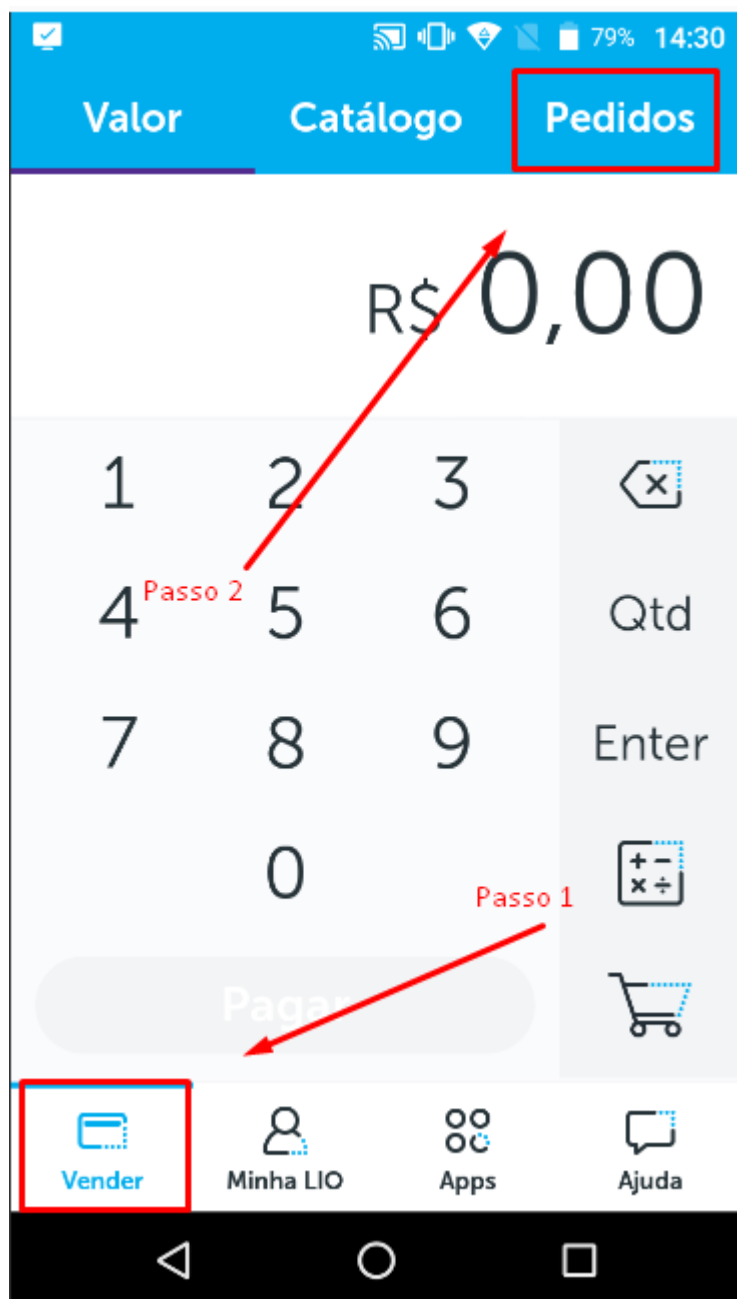 79% 14:30
Valor Catálogo Pedidos
R$ 0,00
1 2 3
Passo 2
4 5 6 Qtd
7 8 9 Enter
0
Passo 1
Pagar
Vender Minha LIO Apps Ajuda